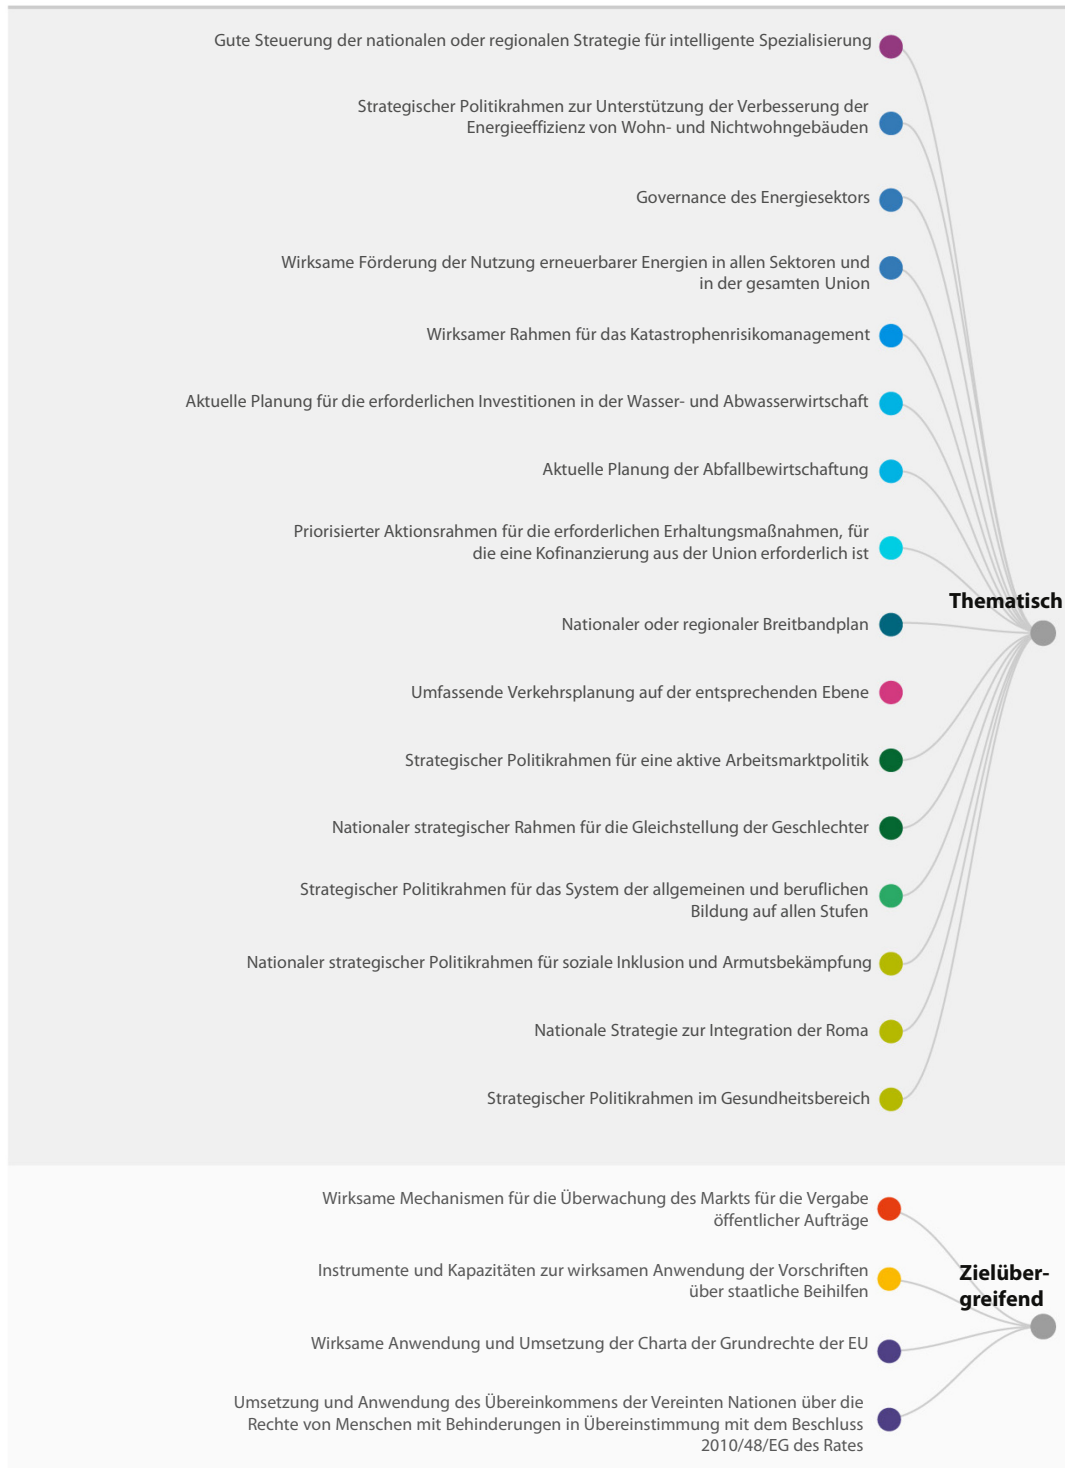 Gute Steuerung der nationalen oder regionalen Strategie für intelligente Spezialisierung
Strategischer Politikrahmen zur Unterstützung der Verbesserung der
Energieeffizienz von Wohn- und Nichtwohngebäuden
Governance des Energiesektors
Wirksame Förderung der Nutzung erneuerbarer Energien in allen Sektoren und
in der gesamten Union
Wirksamer Rahmen für das Katastrophenrisikomanagement
Aktuelle Planung für die erforderlichen Investitionen in der Wasser- und Abwasserwirtschaft
Aktuelle Planung der Abfallbewirtschaftung
Priorisierter Aktionsrahmen für die erforderlichen Erhaltungsmaßnahmen, für
die eine Kofinanzierung aus der Union erforderlich ist
Thematisch
Nationaler oder regionaler Breitbandplan
Umfassende Verkehrsplanung auf der entsprechenden Ebene
Strategischer Politikrahmen für eine aktive Arbeitsmarktpolitik
Nationaler strategischer Rahmen für die Gleichstellung der Geschlechter
Strategischer Politikrahmen für das System der allgemeinen und beruflichen
Bildung auf allen Stufen
Nationaler strategischer Politikrahmen für soziale Inklusion und Armutsbekämpfung
Nationale Strategie zur Integration der Roma
Strategischer Politikrahmen im Gesundheitsbereich
Wirksame Mechanismen für die Überwachung des Markts für die Vergabe
öffentlicher Aufträge
Instrumente und Kapazitäten zur wirksamen Anwendung der Vorschriften
über staatliche Beihilfen
Zielüber-
greifend
Wirksame Anwendung und Umsetzung der Charta der Grundrechte der EU
Umsetzung und Anwendung des Übereinkommens der Vereinten Nationen über die
Rechte von Menschen mit Behinderungen in Übereinstimmung mit dem Beschluss
2010/48/EG des Rates